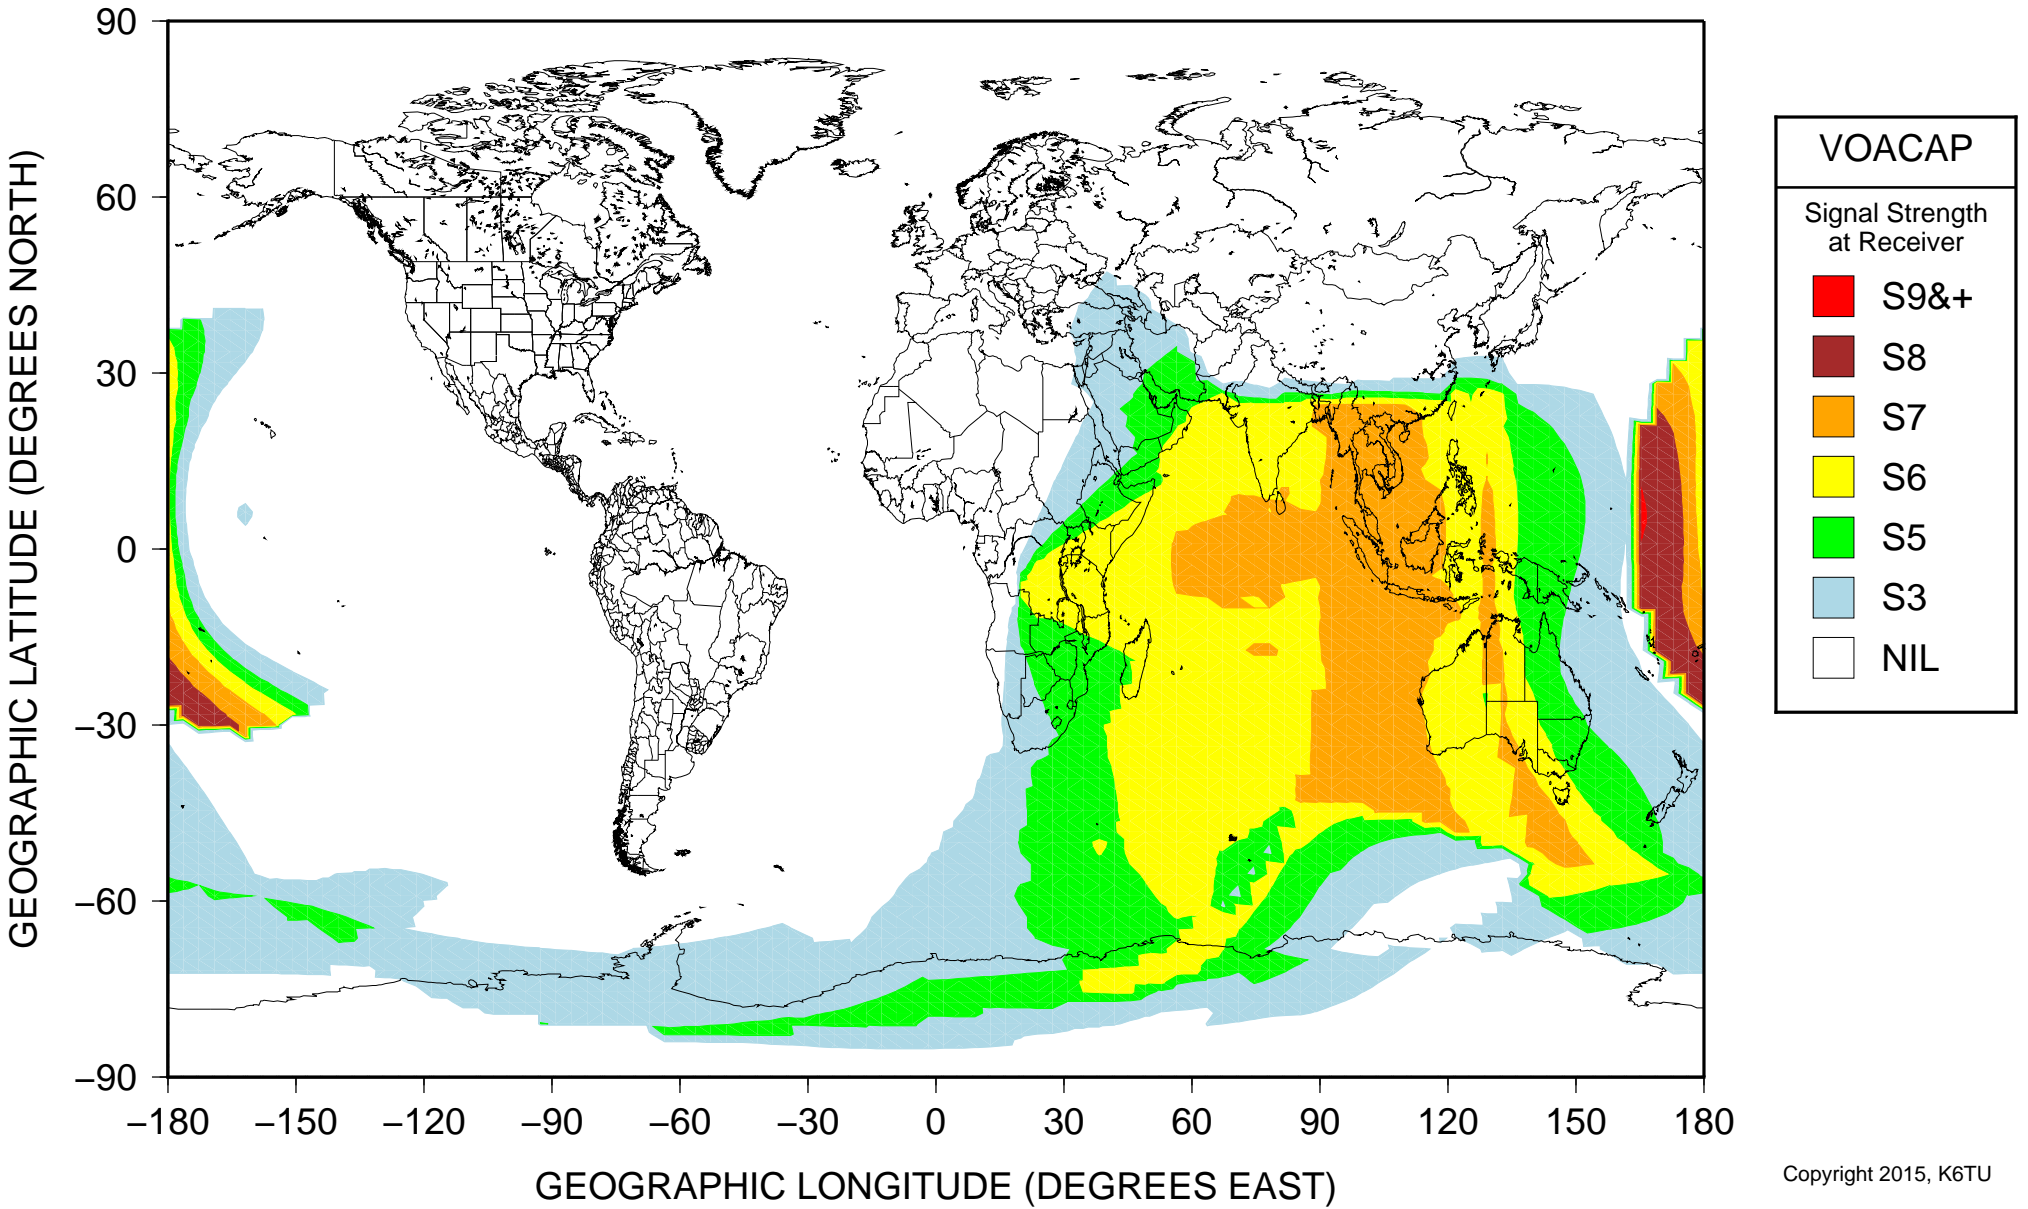 90
60
30
0
−30
−60
−90
GEOGRAPHIC LATITUDE (DEGREES NORTH)
−180 −150 −120 −90 −60 −30 0 30 60 90 120 150 180
GEOGRAPHIC LONGITUDE (DEGREES EAST)
VOACAP
Signal Strength
at Receiver
S9&+
S8
S7
S6
S5
S3
NIL
Copyright 2015, K6TU